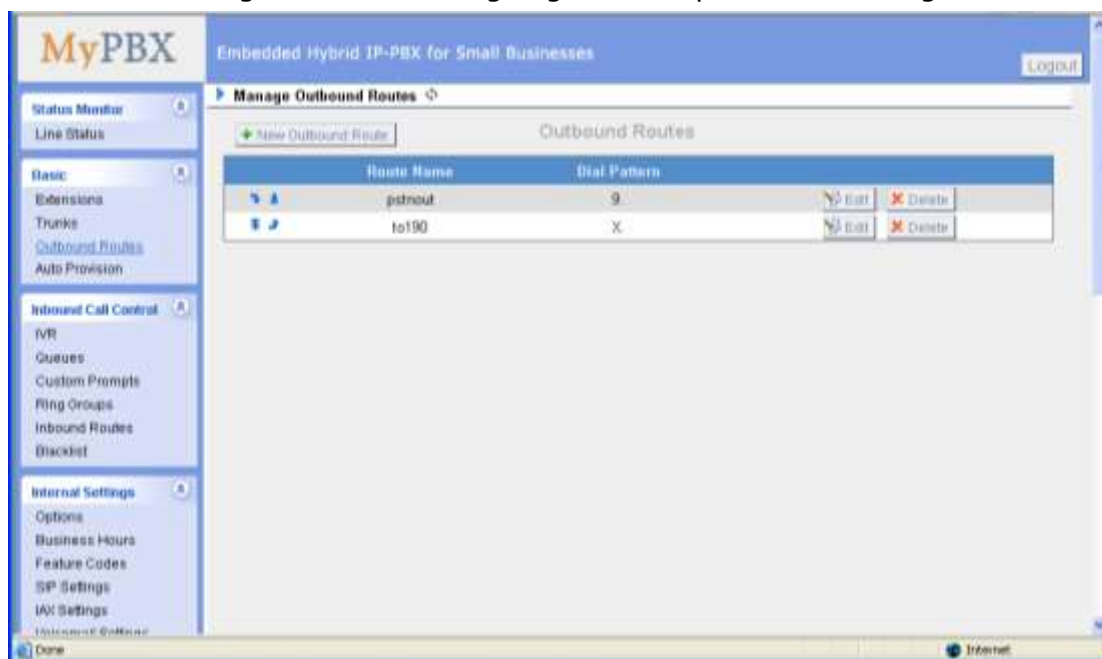 MyPBX
Embedded Hybrid IP-PBX for Small Businesses
Logout
Status Monitor
Line Status
Basic
Extensions
Trunks
Outbound Routes
Auto Provision
Inbound Call Control
IVR
Queues
Custom Prompts
Ring Groups
Inbound Routes
Blacklist
Internal Settings
Options
Business Hours
Feature Codes
SIP Settings
IAX Settings
Voicemail Settings
Manage Outbound Routes
New Outbound Route
Outbound Routes
Route Name Dial Pattern
pstnout 9. Edit Delete
to190 X. Edit Delete
Done Internet